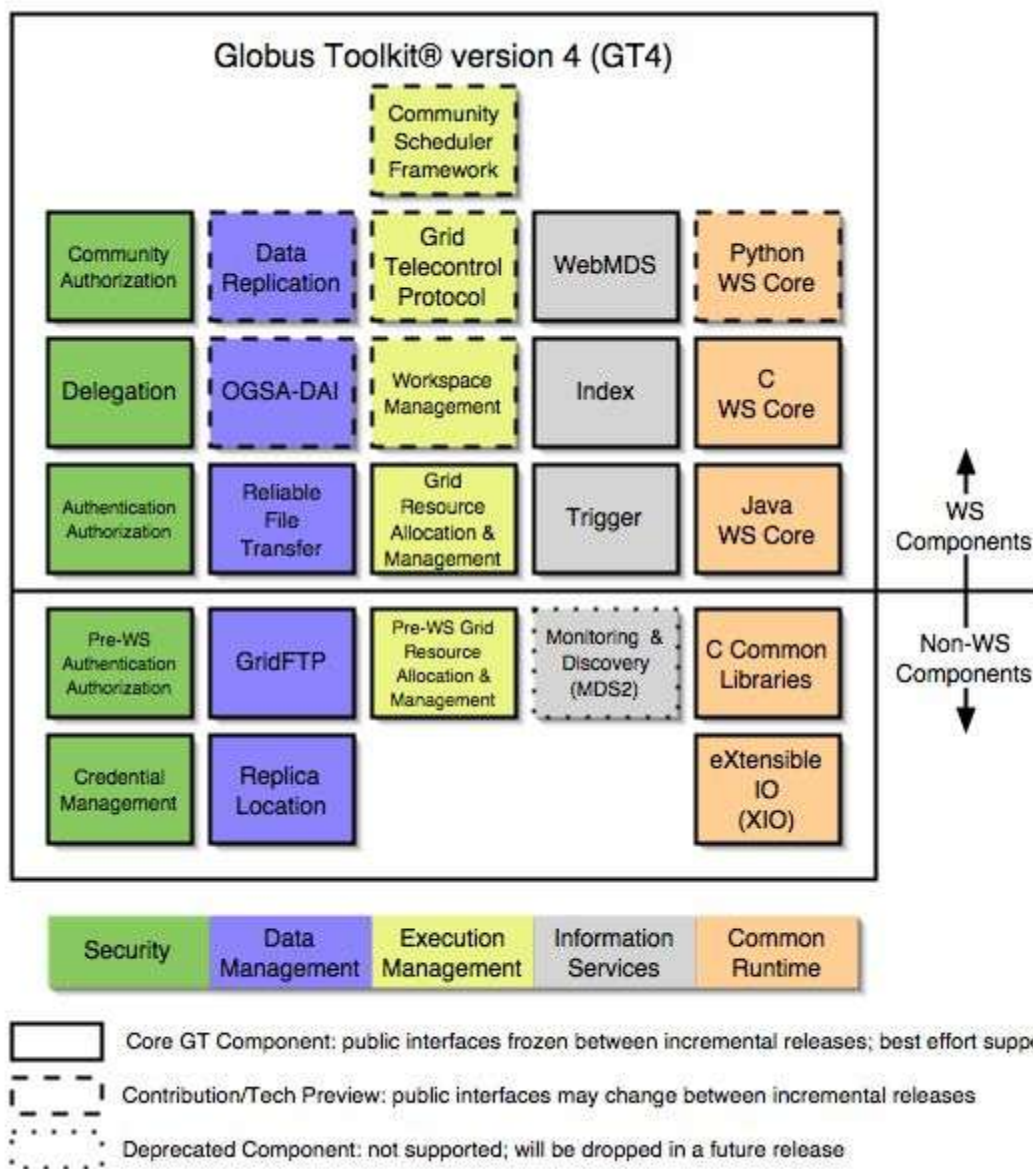 Globus Toolkit® version 4 (GT4)
Community
Scheduler
Framework
Community
Authorization
Data
Replication
Grid
Telecontrol
Protocol
WebMDS
Python
WS Core
Delegation
OGSA-DAI
Workspace
Management
Index
C
WS Core
Authentication
Authorization
Reliable
File
Transfer
Grid
Resource
Allocation &
Management
Trigger
Java
WS Core
WS
Components
Non-WS
Components
Pre-WS
Authentication
Authorization
GridFTP
Pre-WS Grid
Resource
Allocation &
Management
Monitoring &
Discovery
(MDS2)
C Common
Libraries
Credential
Management
Replica
Location
eXtensible
IO
(XIO)
Security
Data
Management
Execution
Management
Information
Services
Common
Runtime
Core GT Component: public interfaces frozen between incremental releases; best effort
Contribution/Tech Preview: public interfaces may change between incremental releases
Deprecated Component: not supported; will be dropped in a future release